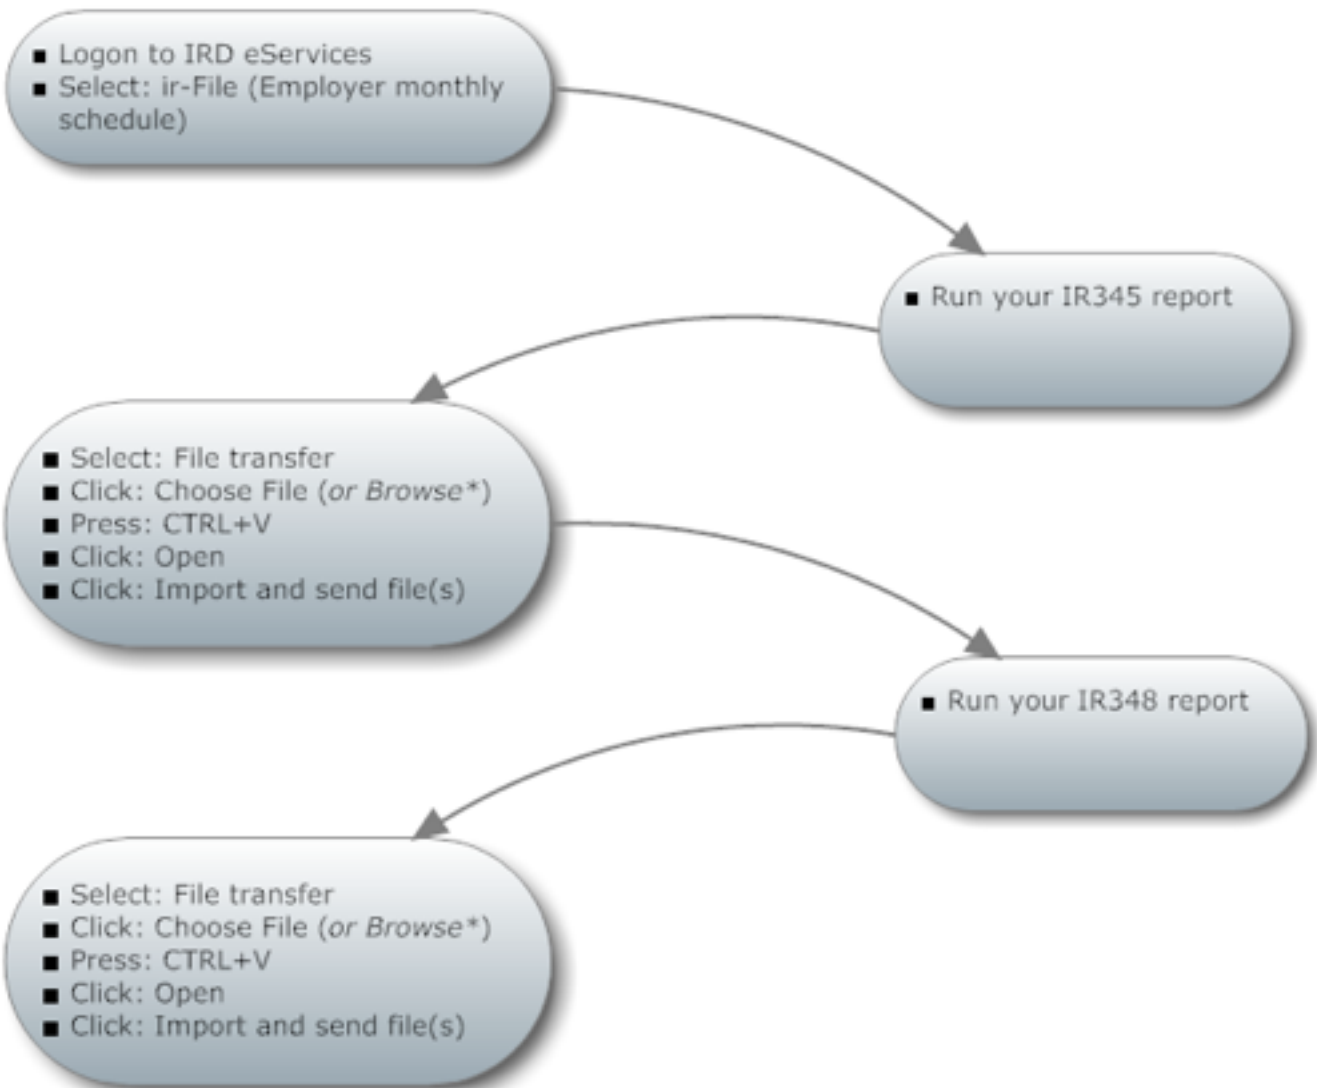 ▪ Logon to IRD eServices
▪ Select: ir-File (Employer monthly
schedule)
▪ Run your IR345 report
▪ Select: File transfer
▪ Click: Choose File (or Browse*)
▪ Press: CTRL+V
▪ Click: Open
▪ Click: Import and send file(s)
▪ Run your IR348 report
▪ Select: File transfer
▪ Click: Choose File (or Browse*)
▪ Press: CTRL+V
▪ Click: Open
▪ Click: Import and send file(s)